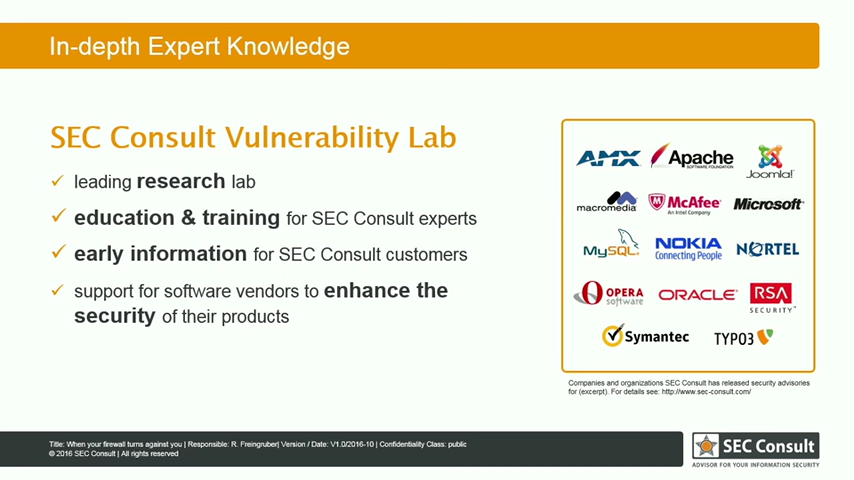 In-depth Expert Knowledge
SEC Consult Vulnerability Lab
leading research lab
education & training for SEC Consult experts
early information for SEC Consult customers
support for software vendors to enhance the
security of their products
AMX
Apache
SOFTWARE FOUNDATION
Joomla!
macromedia
McAfee
An Intel Company
Microsoft
MySQL
NOKIA
Connecting People
NORTEL
OPERA
software
ORACLE
RSA
SECURITY
Symantec
TYPO3
Companies and organizations SEC Consult has released security advisories
for (excerpt). For details see: http://www.sec-consult.com/
Title: When your firewall turns against you | Responsible: R. Freingruber| Version / Date: V1.0/2016-10 | Confidentiality Class: public
© 2016 SEC Consult | All rights reserved
SEC Consult
ADVISOR FOR YOUR INFORMATION SECURITY